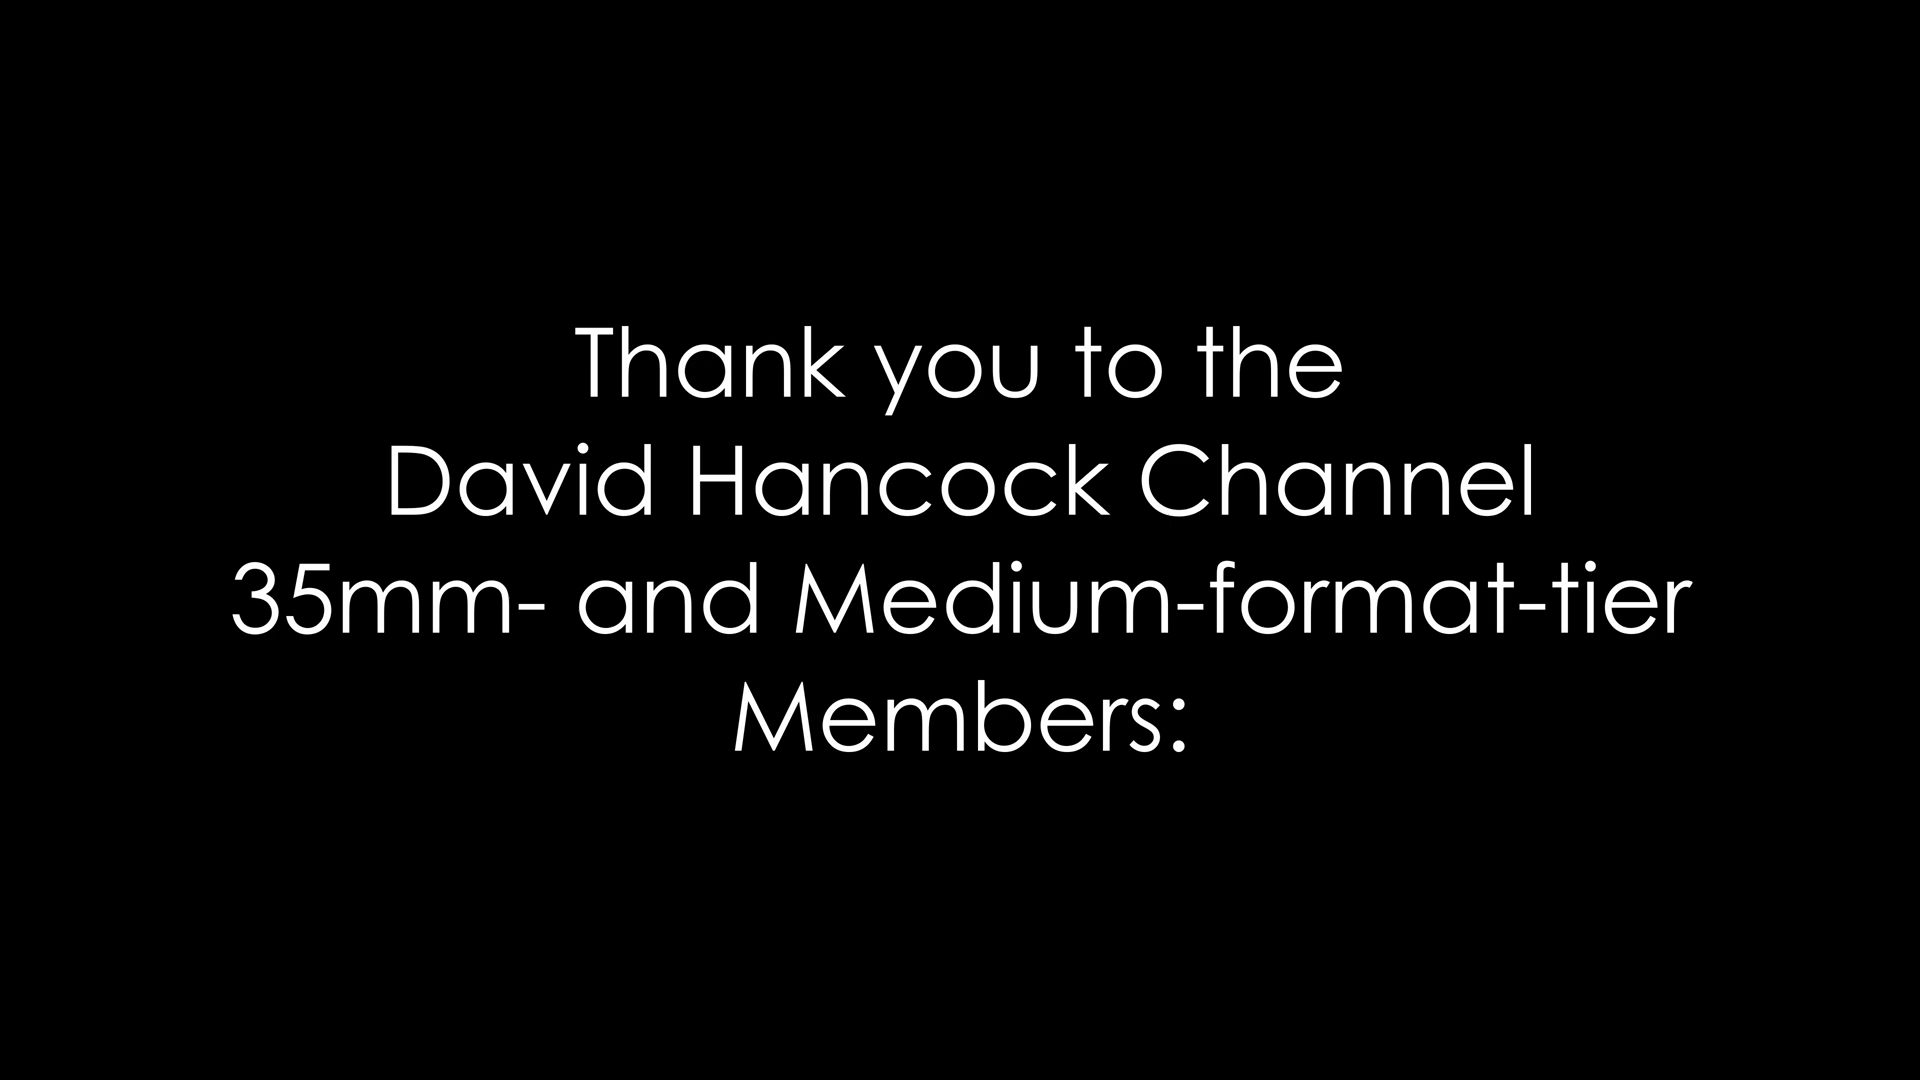 Thank you to the
David Hancock Channel
35mm- and Medium-format-tier
Members: